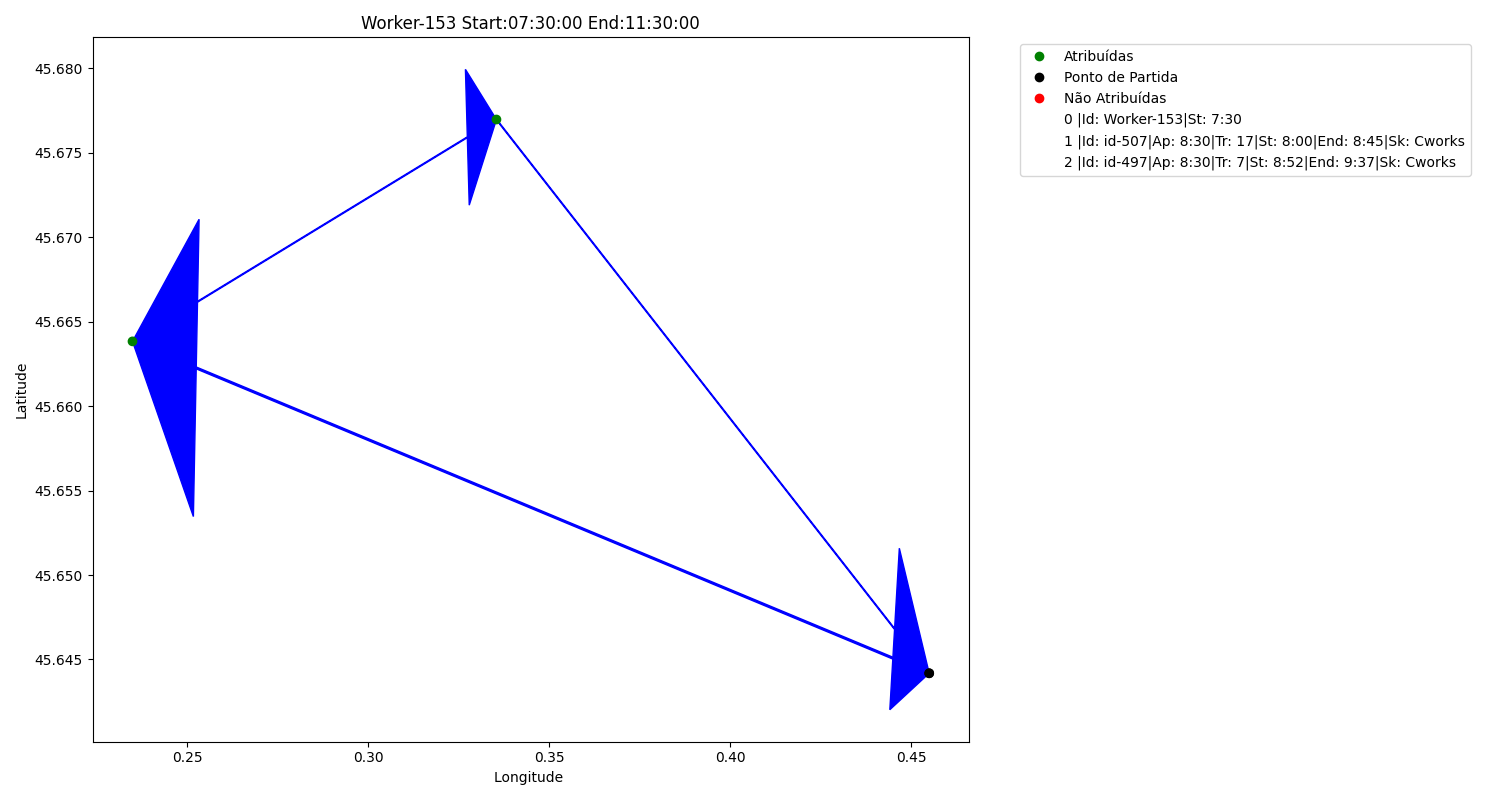 Worker-153 Start:07:30:00 End:11:30:00
45.680
45.675
45.670
45.665
45.660
45.655
45.650
45.645
Latitude
0.25 0.30 0.35 0.40 0.45
Longitude
Atribuídas
Ponto de Partida
Não Atribuídas
0 |Id: Worker-153|St: 7:30
1 |Id: id-507|Ap: 8:30|Tr: 17|St: 8:00|End: 8:45|Sk: Cworks
2 |Id: id-497|Ap: 8:30|Tr: 7|St: 8:52|End: 9:37|Sk: Cworks